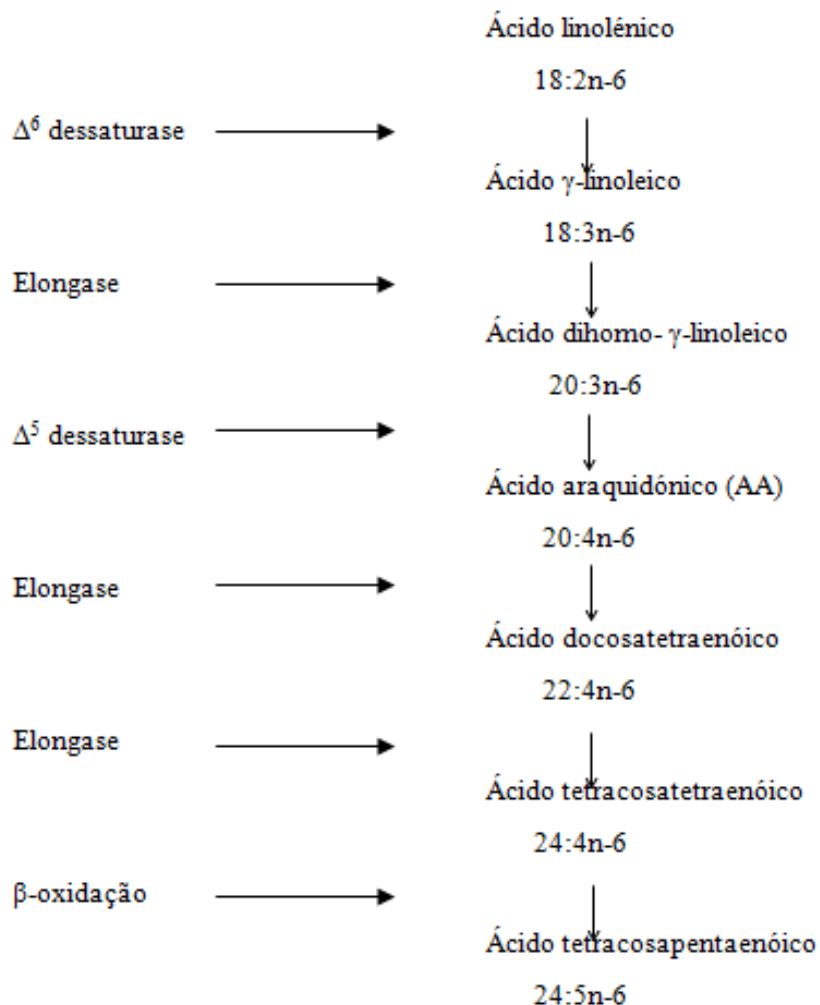 Ácido linolénico
18:2n-6
Δ⁶ dessaturase
Ácido γ-linoleico
18:3n-6
Elongase
Ácido dihomo- γ-linoleico
20:3n-6
Δ⁵ dessaturase
Ácido araquidónico (AA)
20:4n-6
Elongase
Ácido docosatetraenóico
22:4n-6
Elongase
Ácido tetracosatetraenóico
24:4n-6
β-oxidação
Ácido tetracosapentaenóico
24:5n-6